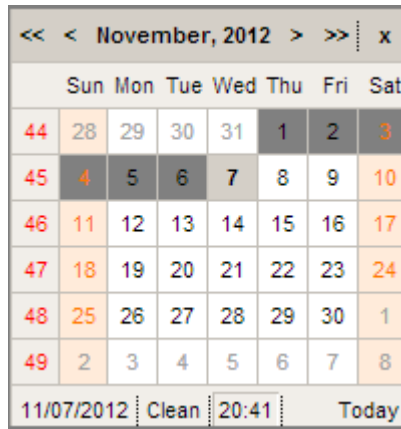 << < November, 2012 > >> x
Sun Mon Tue Wed Thu Fri Sat
44 28 29 30 31 1 2 3
45 4 5 6 7 8 9 10
46 11 12 13 14 15 16 17
47 18 19 20 21 22 23 24
48 25 26 27 28 29 30 1
49 2 3 4 5 6 7 8
11/07/2012 Clean 20:41 Today